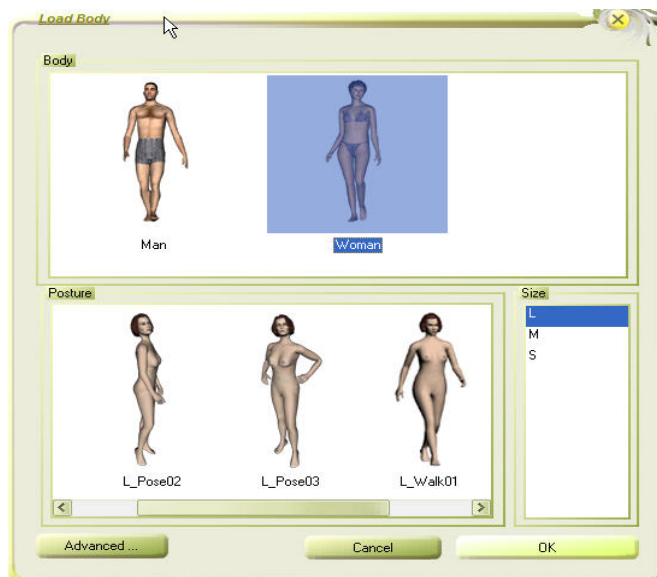 Load Body
Body
Man
Woman
Posture
L_Pose02
L_Pose03
L_Walk01
Size
L
M
S
Advanced ...
Cancel
OK